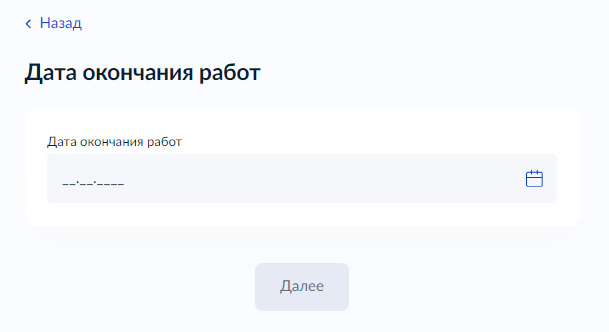 Назад
Дата окончания работ
Дата окончания работ
__.__.____
Далее